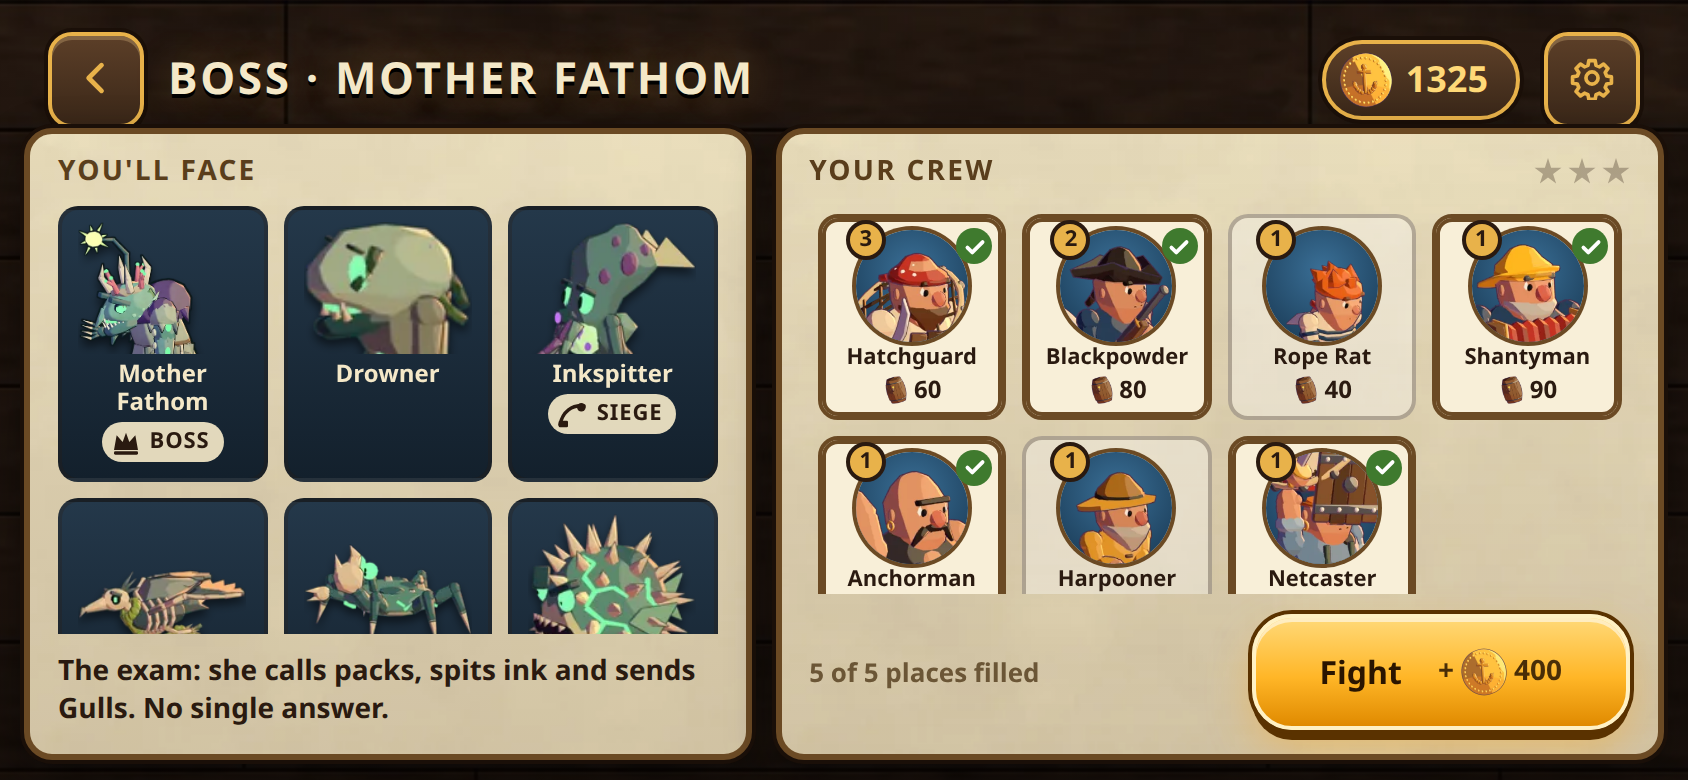 BOSS · MOTHER FATHOM
1325
YOU'LL FACE
Mother
Fathom
BOSS
Drowner
Inkspitter
SIEGE
The exam: she calls packs, spits ink and sends
Gulls. No single answer.
YOUR CREW
3
Hatchguard
60
2
Blackpowder
80
1
Rope Rat
40
1
Shantyman
90
1
Anchorman
1
Harpooner
1
Netcaster
5 of 5 places filled
Fight + 400